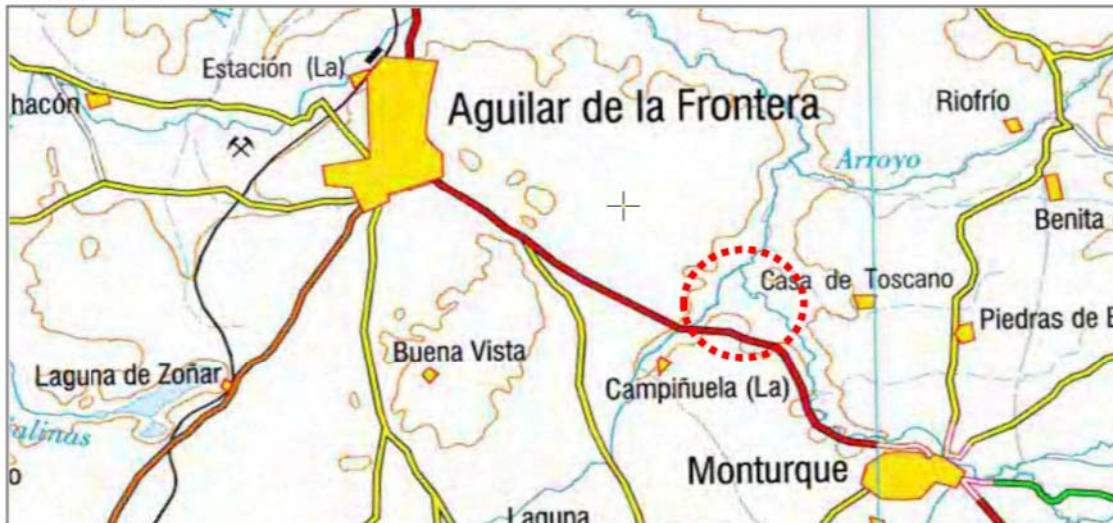 Estación (La)
hacón
Aguilar de la Frontera
Riofrío
Arroyo
Benita
Casa de Toscano
Piedras de
Buena Vista
Laguna de Zoñar
Campiñuela (La)
alinas
o
Monturque
Laguna